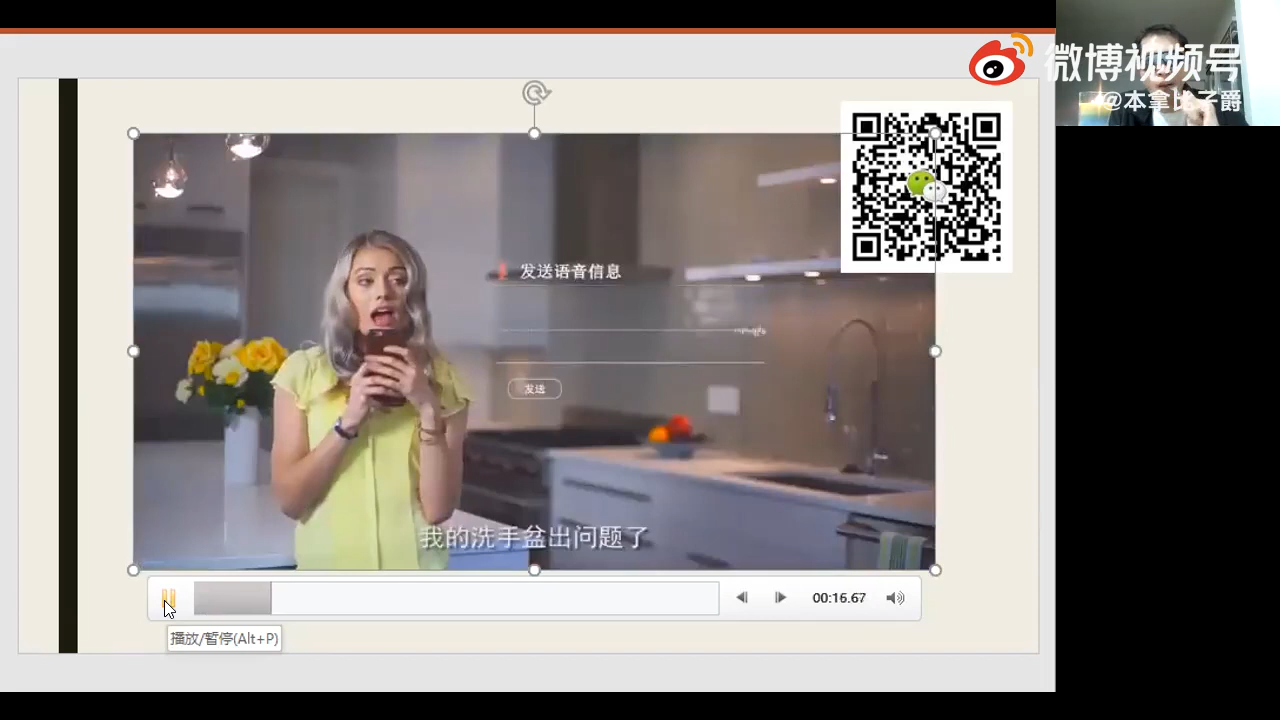 微博视频号
@本拿比子爵
发送语音信息
发送
我的洗手盆出问题了
00:16.67
播放/暂停(Alt+P)